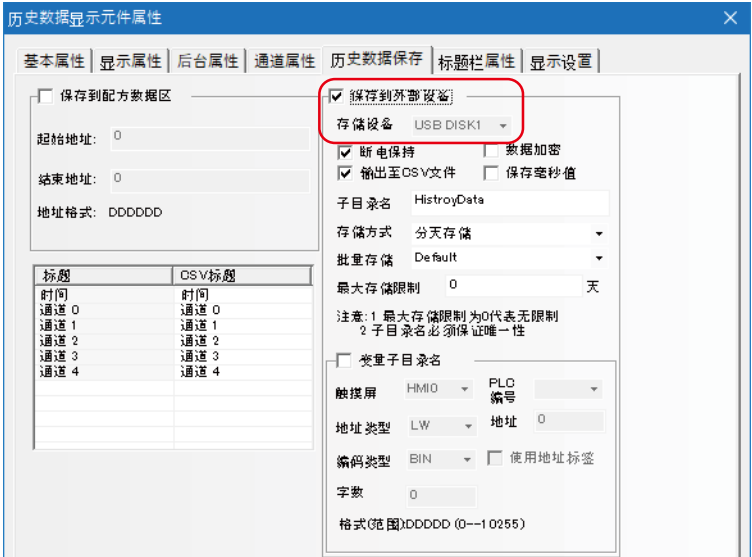 历史数据显示元件属性
基本属性 显示属性 后台属性 通道属性 历史数据保存 标题栏属性 显示设置
保存到配方数据区
起始地址: 0
结束地址: 0
地址格式: DDDDDD
标题 CSV标题
时间 时间
通道 0 通道 0
通道 1 通道 1
通道 2 通道 2
通道 3 通道 3
通道 4 通道 4
保存到外部设备
存储设备 USB DISK1
断电保持 数据加密
输出至CSV文件 保存毫秒值
子目录名 HistroyData
存储方式 分天存储
批量存储 Default
最大存储限制 0 天
注意:1 最大存储限制为0代表无限制
2 子目录名必须保证唯一性
变量子目录名
触摸屏 HMI0 PLC编号
地址类型 LW 地址 0
编码类型 BIN 使用地址标签
字数 0
格式(范围):DDDDD (0--10255)